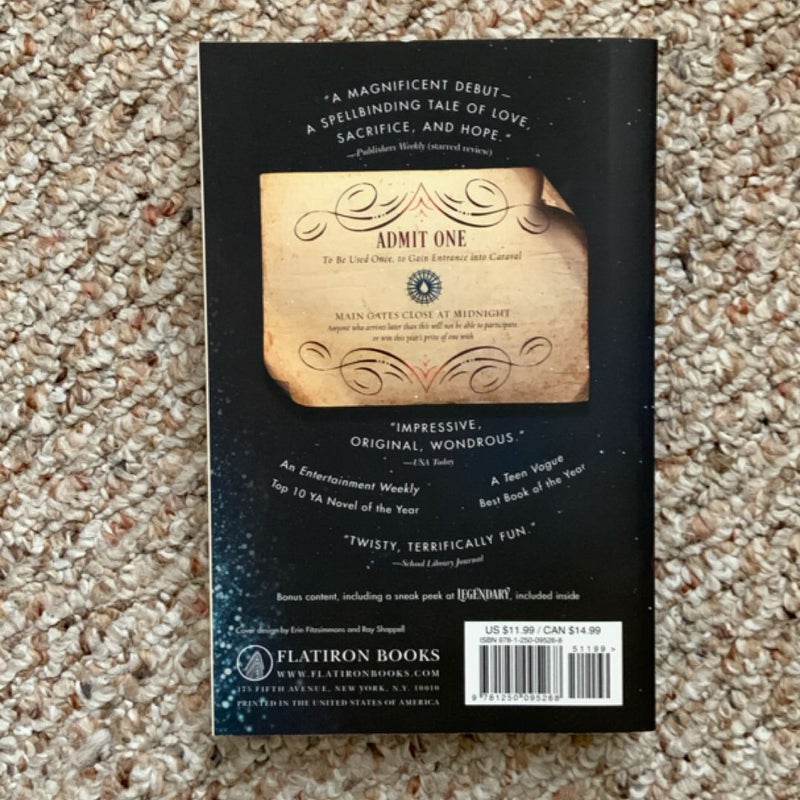 “A MAGNIFICENT DEBUT—
A SPELLBINDING TALE OF LOVE,
SACRIFICE, AND HOPE.”
—Publishers Weekly (starred review)
ADMIT ONE
To Be Used Once, to Gain Entrance into Caraval
MAIN GATES CLOSE AT MIDNIGHT
Anyone who arrives later than this will not be able to participate
or win this year's prize of one wish
“IMPRESSIVE,
ORIGINAL, WONDROUS.”
—USA Today
An Entertainment Weekly
Top 10 YA Novel of the Year
A Teen Vogue
Best Book of the Year
“TWISTY, TERRIFICALLY FUN.”
—School Library Journal
Bonus content, including a sneak peek at LEGENDARY, included inside
Cover design by Erin Fitzsimmons and Ray Shappell
FLATIRON BOOKS
WWW.FLATIRONBOOKS.COM
175 FIFTH AVENUE, NEW YORK, N.Y. 10010
PRINTED IN THE UNITED STATES OF AMERICA
US $11.99 / CAN $14.99
ISBN 978-1-250-09526-8
51199>
9 781250 095268